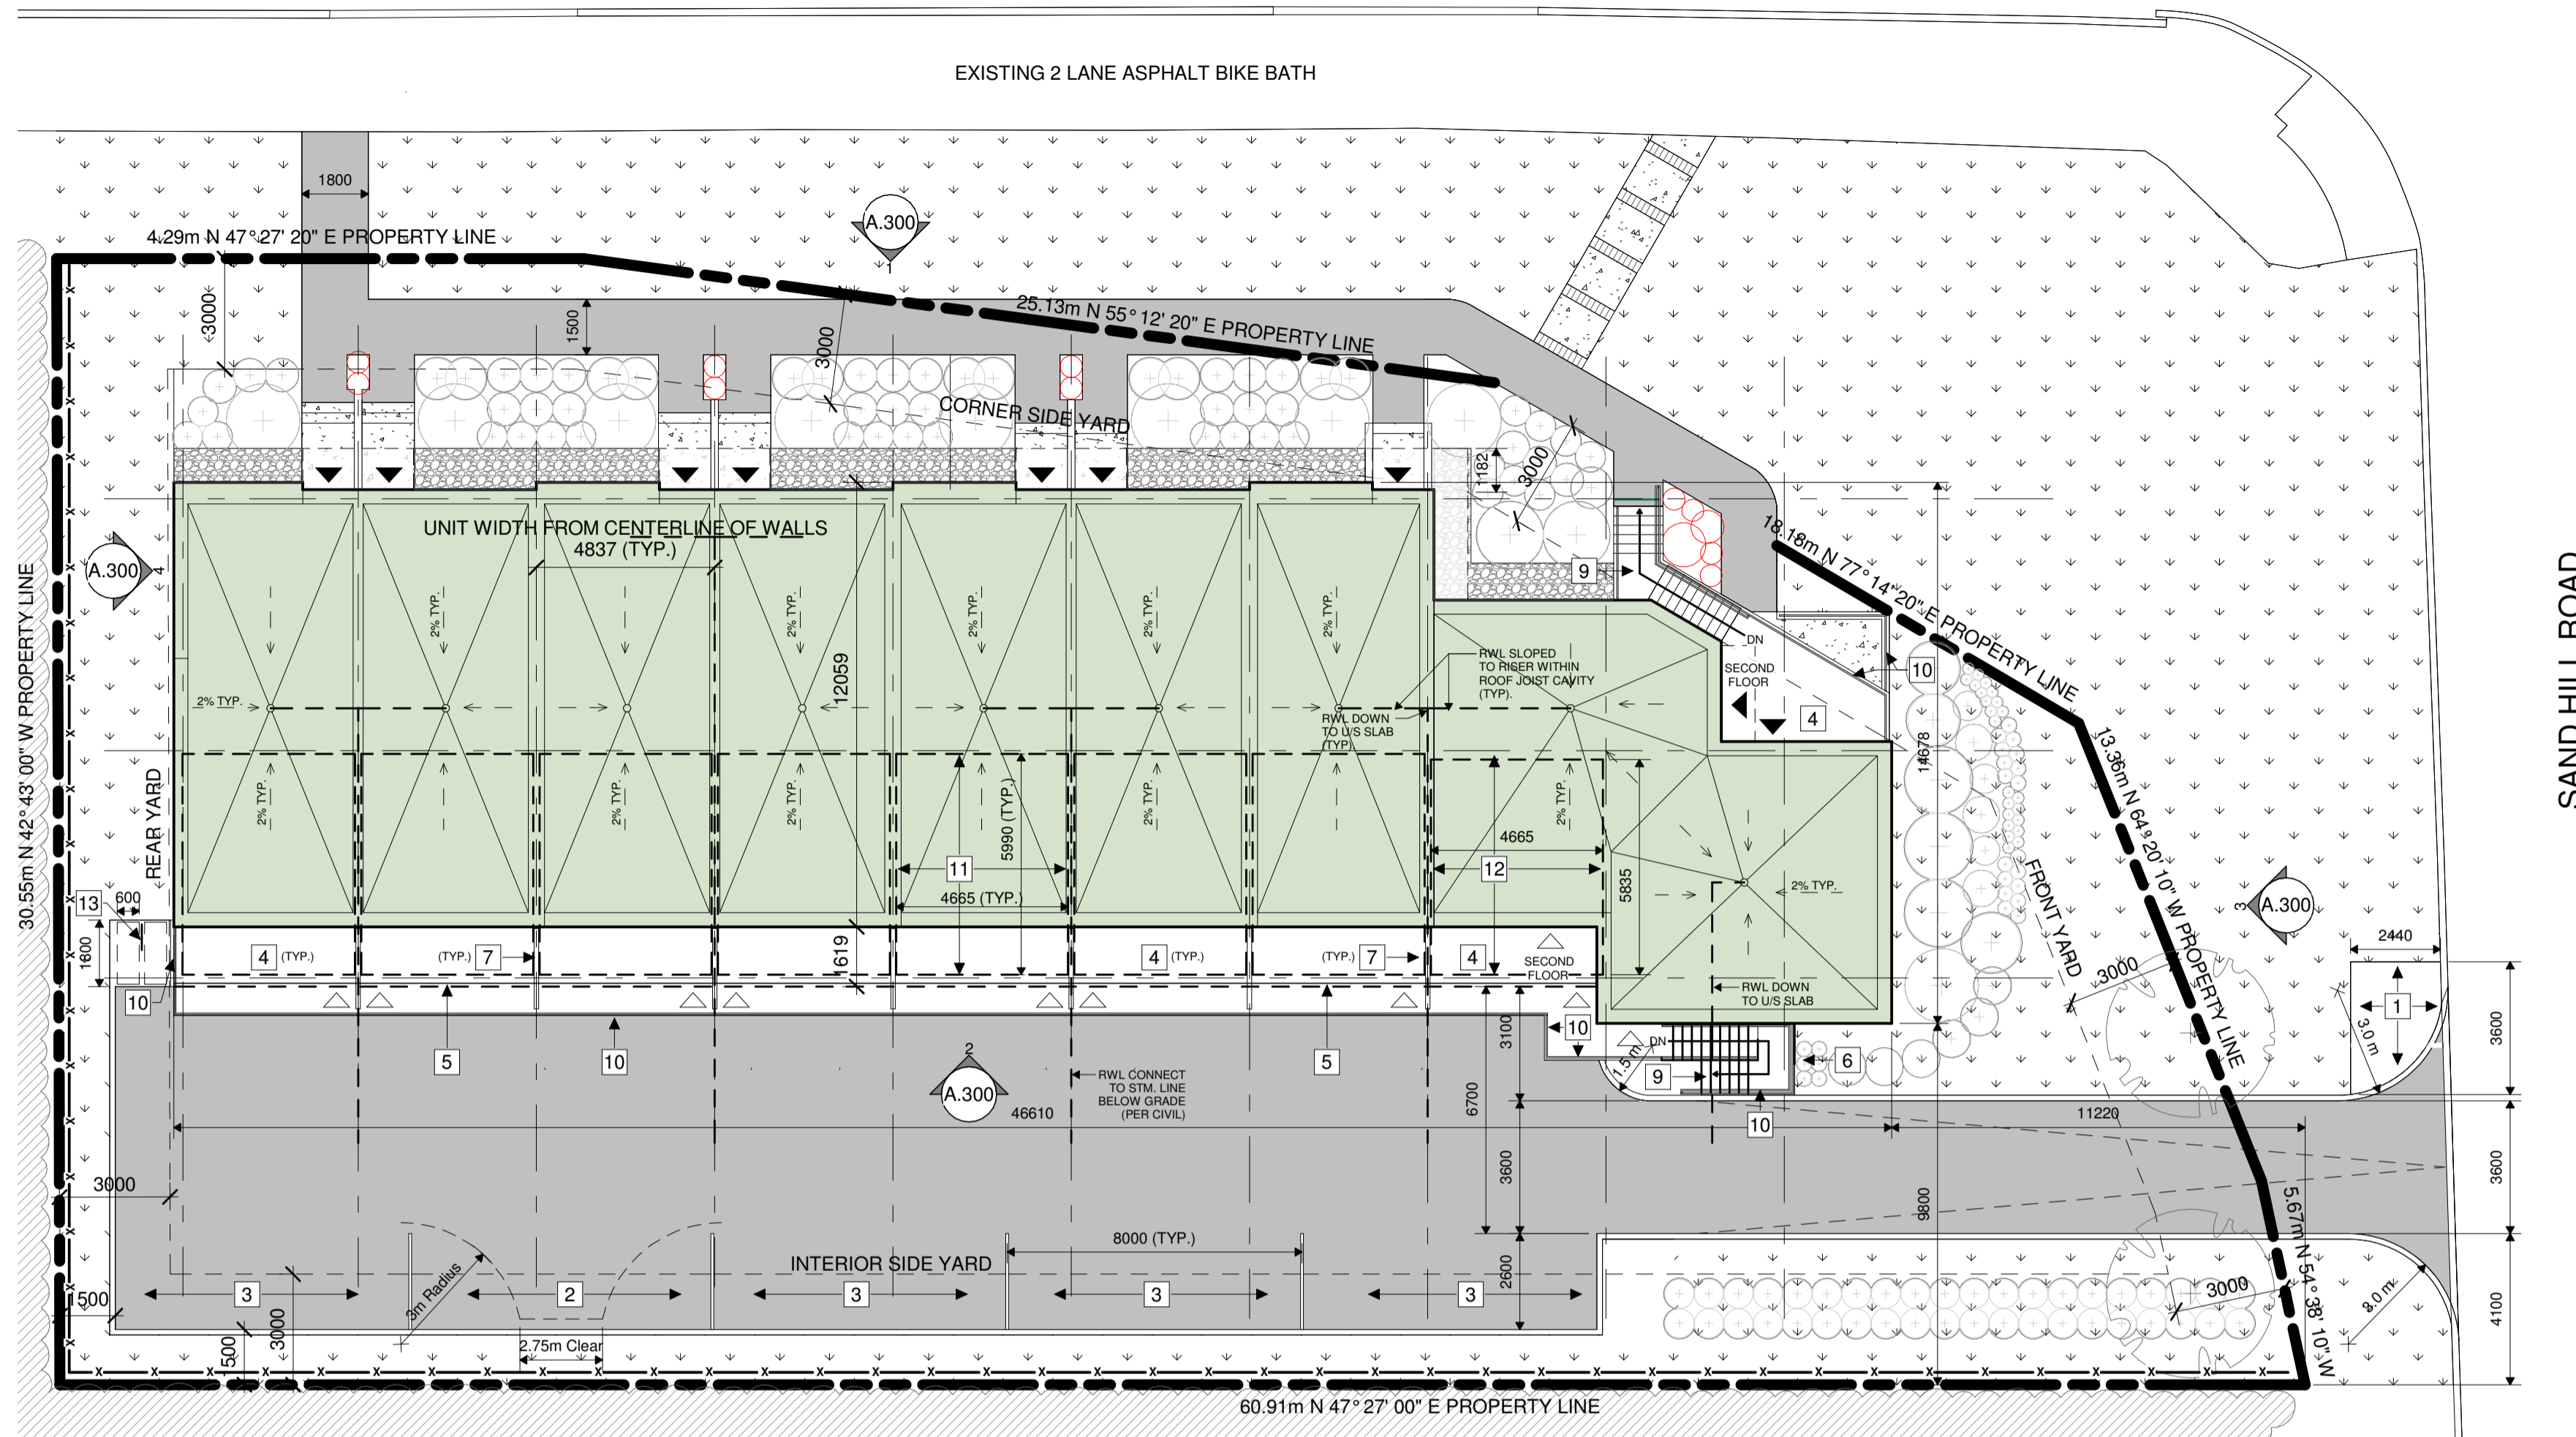 EXISTING 2 LANE ASPHALT BIKE BATH
1800
A.300
1
4.29m N 47° 27' 20" E PROPERTY LINE
3000
1500
3000
25.13m N 55° 12' 20" E PROPERTY LINE
CORNER SIDE YARD
1182
3000
UNIT WIDTH FROM CENTERLINE OF WALLS
4837 (TYP.)
A.300
4
9
18.18m N 77° 14' 20" E PROPERTY LINE
SAND HILL ROAD
30.55m N 42° 43' 00" W PROPERTY LINE
2% TYP.
2% TYP.
2% TYP.
2% TYP.
2% TYP.
DN
SECOND
FLOOR
10
4
RWL SLOPED
TO RISER WITHIN
ROOF JOIST CAVITY
(TYP).
12059
2% TYP.
RWL DOWN
TO U/S SLAB
(TYP)
14678
13.36m N 64° 20' 10" W PROPERTY LINE
REAR YARD
2% TYP.
2% TYP.
2% TYP.
2% TYP.
2% TYP.
2% TYP.
2% TYP.
5990 (TYP.)
4665
11
12
5835
4665 (TYP.)
2% TYP.
FRONT YARD
A.300
3
13
600
1600
4 (TYP.)
(TYP.) 7
1619
4 (TYP.)
(TYP.) 7
4
SECOND
FLOOR
3000
2440
1
3.0 m
3600
10
RWL DOWN
TO U/S SLAB
3100
10
5
10
2
A.300
5
DN
1.5 m
9
6
RWL CONNECT
TO STM. LINE
BELOW GRADE
(PER CIVIL)
46610
6700
10
11220
3600
3600
3000
9800
5.67m N 54° 38' 10" W
8000 (TYP.)
INTERIOR SIDE YARD
2600
3
3m Radius
2
3
3
3
3000
1500
500
3000
2.75m Clear
4100
60.91m N 47° 27' 00" E PROPERTY LINE